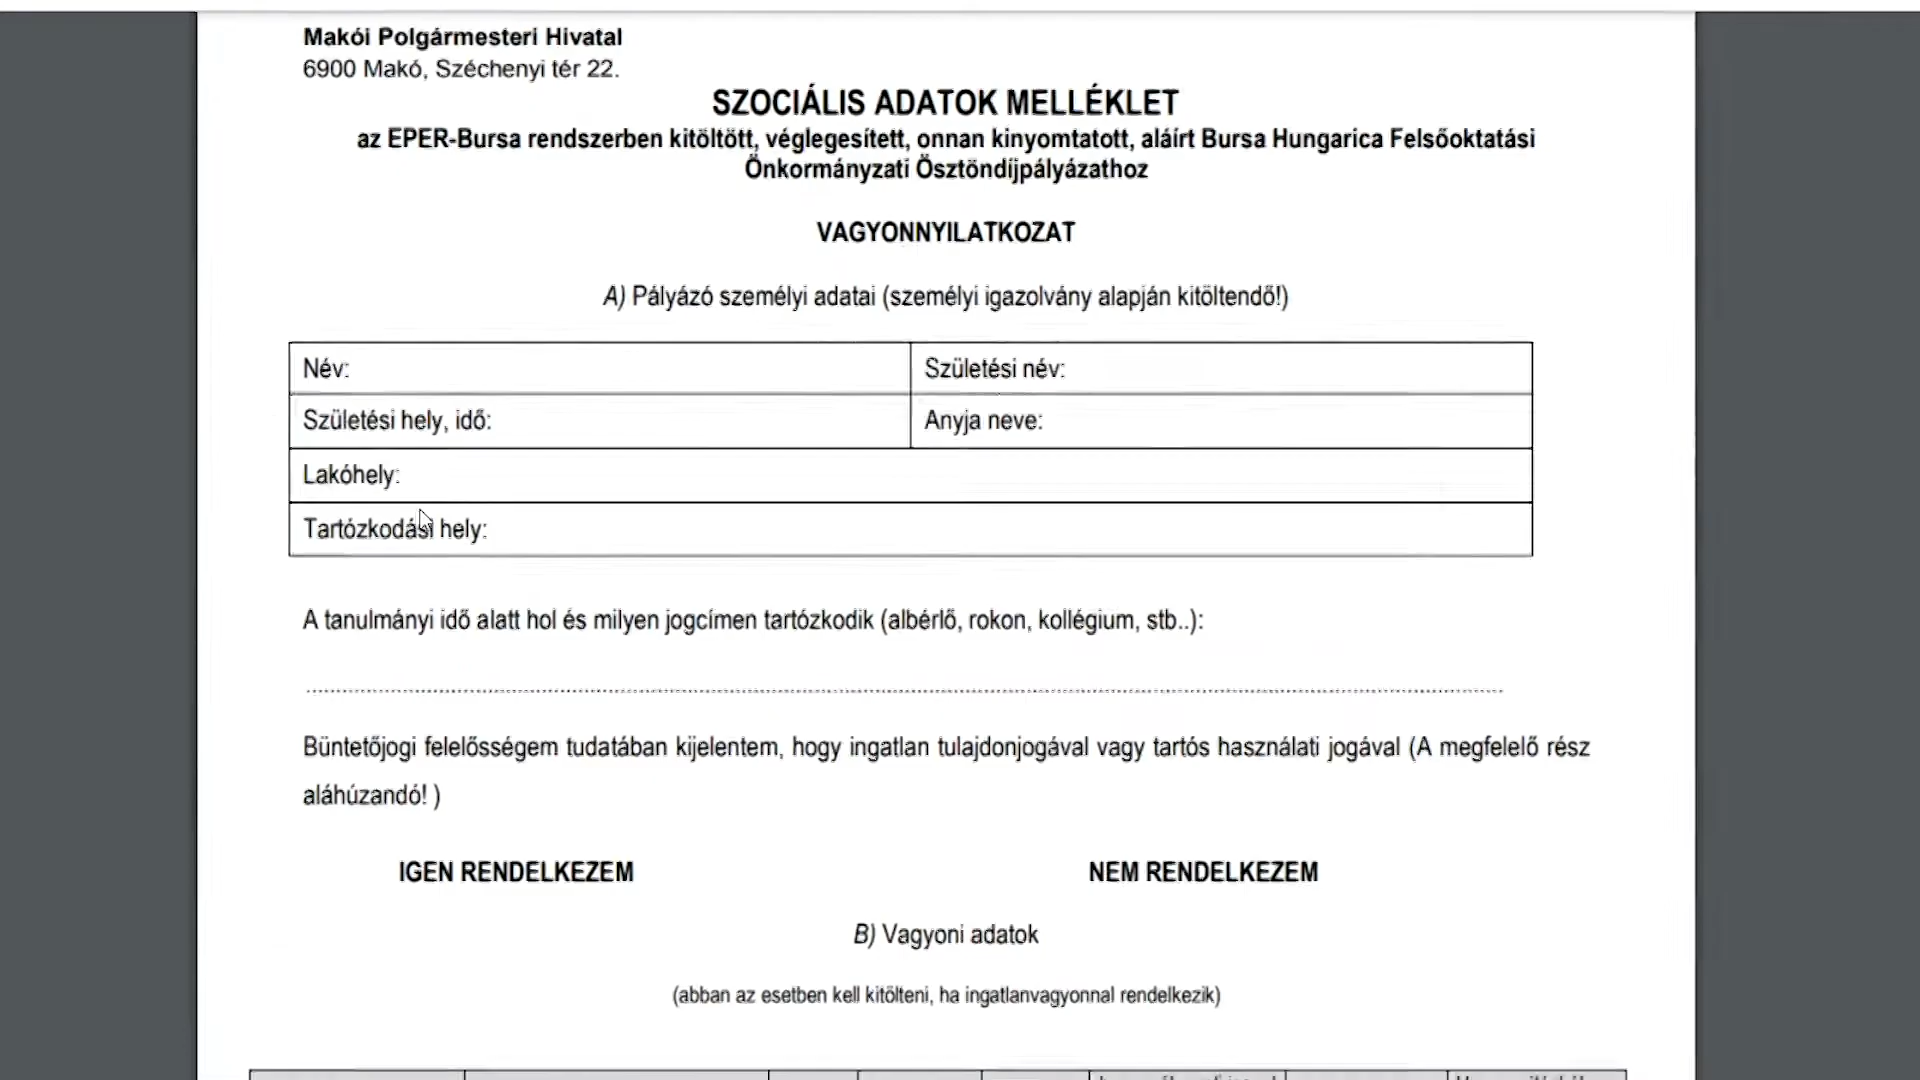 Makói Polgármesteri Hivatal
6900 Makó, Széchenyi tér 22.
SZOCIÁLIS ADATOK MELLÉKLET
az EPER-Bursa rendszerben kitöltött, véglegesített, onnan kinyomtatott, aláírt Bursa Hungarica Felsőoktatási
Önkormányzati Ösztöndíjpályázathoz
VAGYONNYILATKOZAT
A) Pályázó személyi adatai (személyi igazolvány alapján kitöltendő!)
Név:
Születési név:
Születési hely, idő:
Anyja neve:
Lakóhely:
Tartózkodási hely:
A tanulmányi idő alatt hol és milyen jogcímen tartózkodik (albérlő, rokon, kollégium, stb..):
Büntetőjogi felelősségem tudatában kijelentem, hogy ingatlan tulajdonjogával vagy tartós használati jogával (A megfelelő rész
aláhúzandó! )
IGEN RENDELKEZEM
NEM RENDELKEZEM
B) Vagyoni adatok
(abban az esetben kell kitölteni, ha ingatlanvagyonnal rendelkezik)